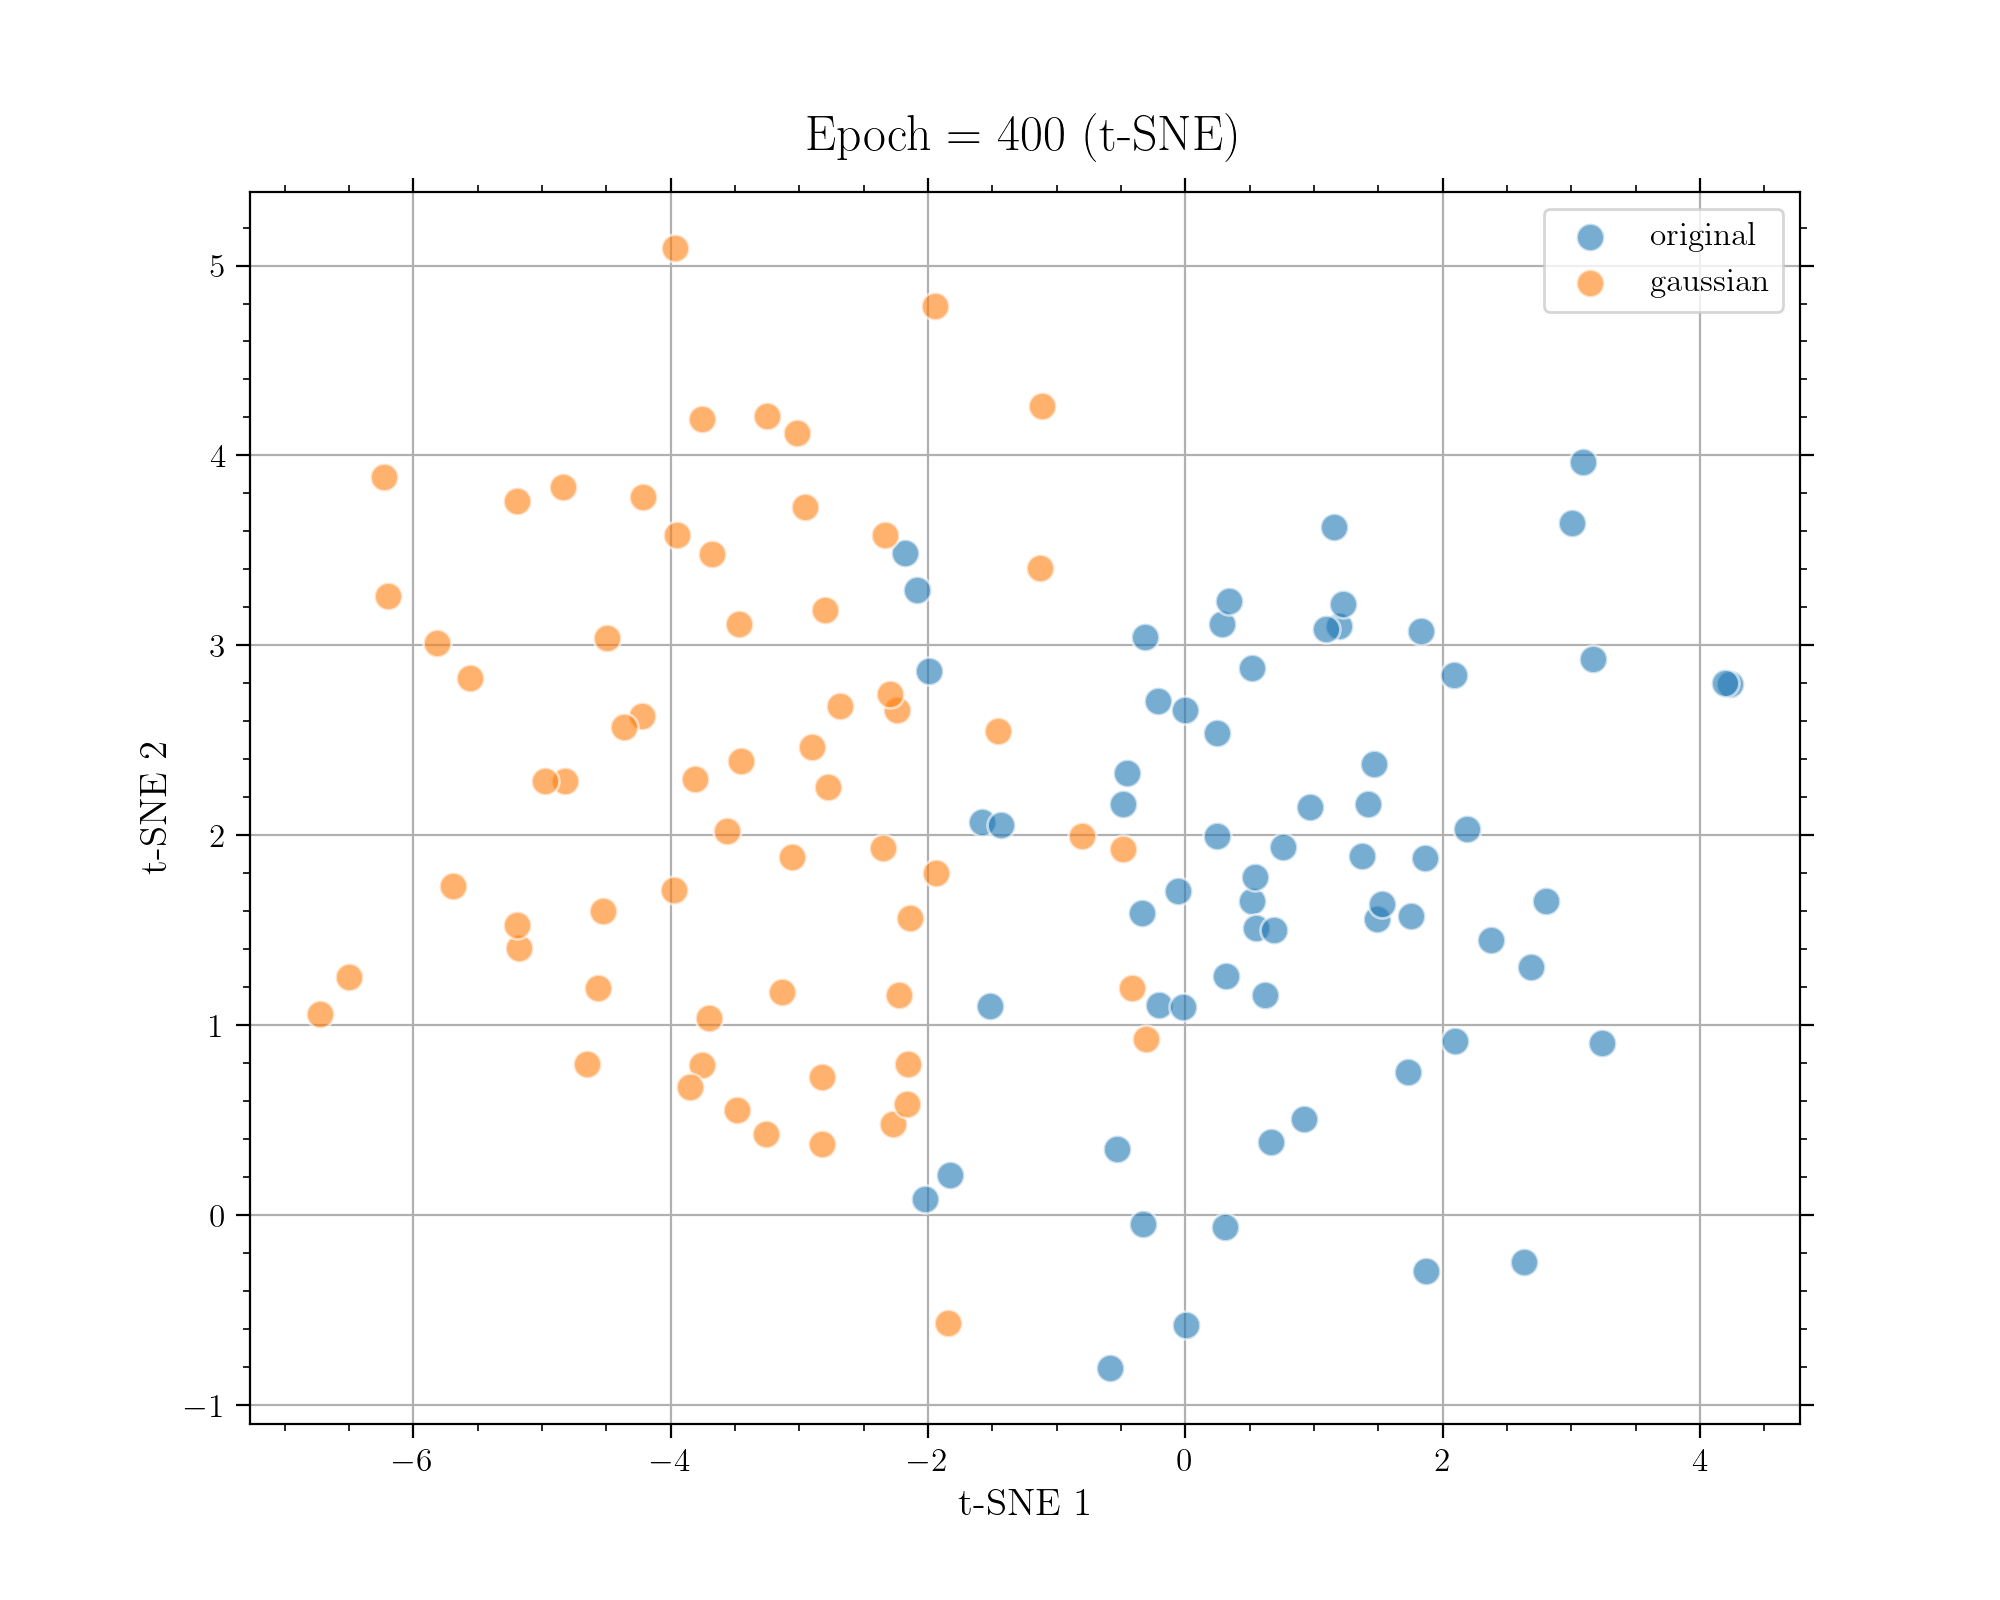 Epoch = 400 (t-SNE)
original
gaussian
5
4
3
2
1
0
−1
t-SNE 2
−6 −4 −2 0 2 4
t-SNE 1